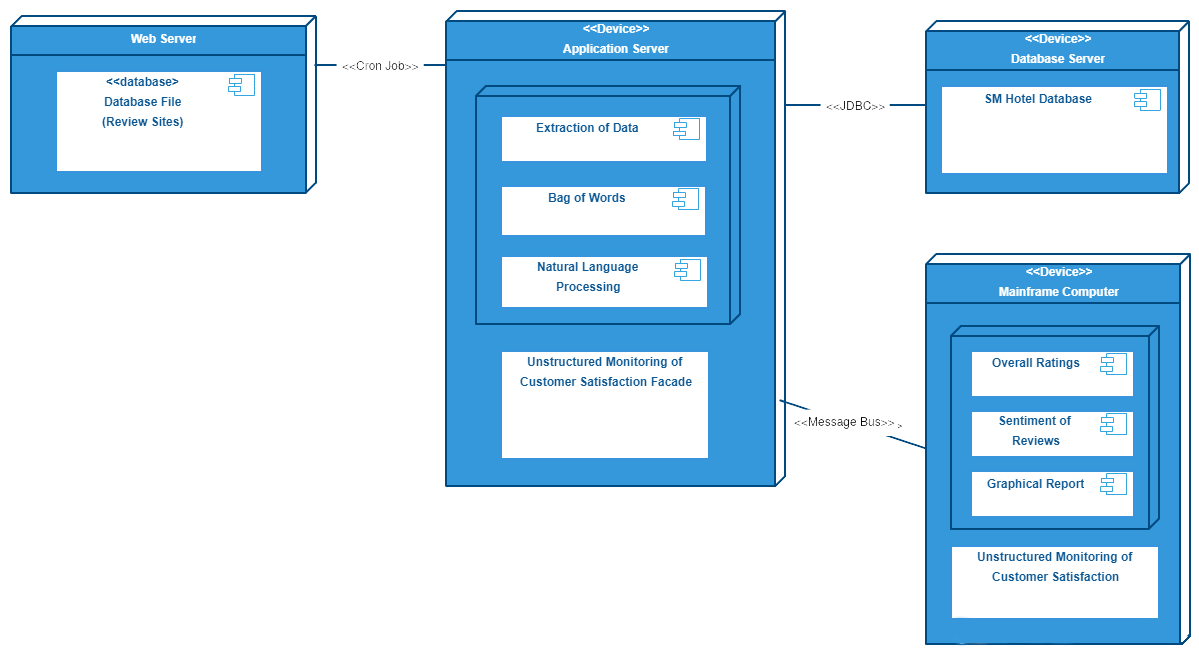 Web Server
<<database>
Database File
(Review Sites)
<<Cron Job>>
<<Device>>
Application Server
Extraction of Data
Bag of Words
Natural Language
Processing
Unstructured Monitoring of
Customer Satisfaction Facade
<<JDBC>>
<<Device>>
Database Server
SM Hotel Database
<<Message Bus>> >
<<Device>>
Mainframe Computer
Overall Ratings
Sentiment of
Reviews
Graphical Report
Unstructured Monitoring of
Customer Satisfaction